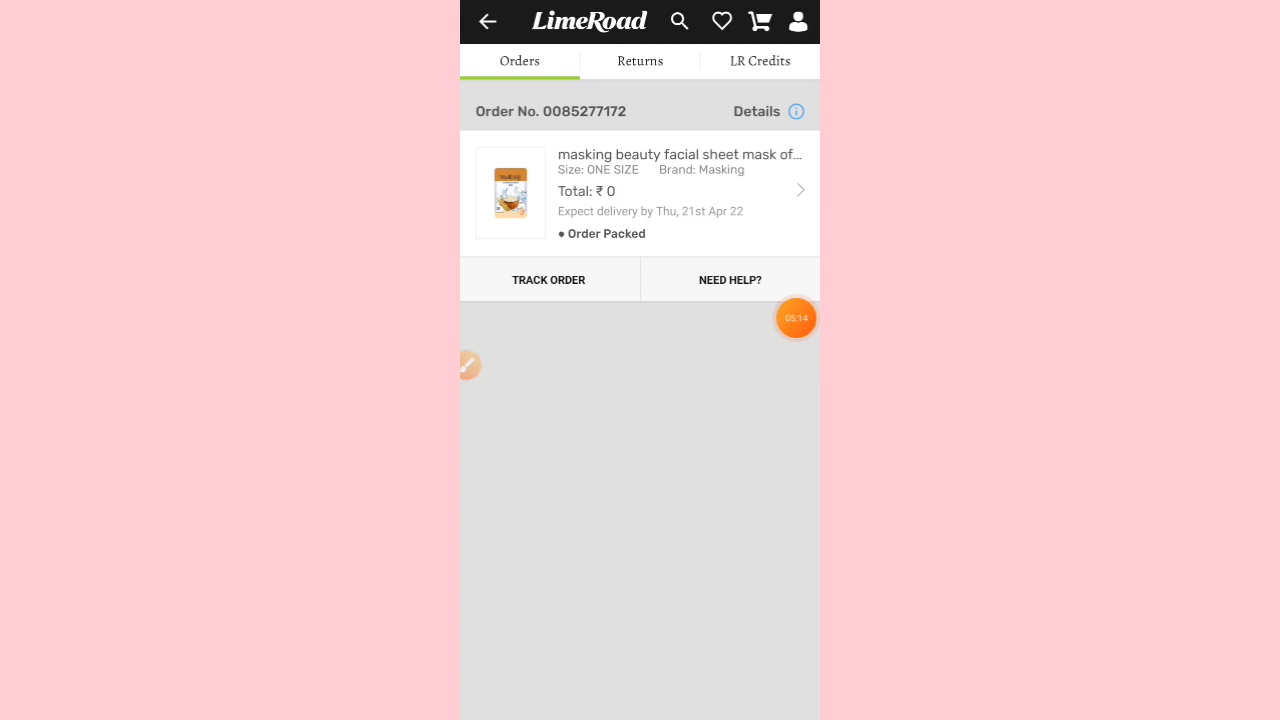 LimeRoad
Orders Returns LR Credits
Order No. 0085277172 Details
masking beauty facial sheet mask of...
Size: ONE SIZE Brand: Masking
Total: ₹ 0
Expect delivery by Thu, 21st Apr 22
• Order Packed
TRACK ORDER NEED HELP?
05:14